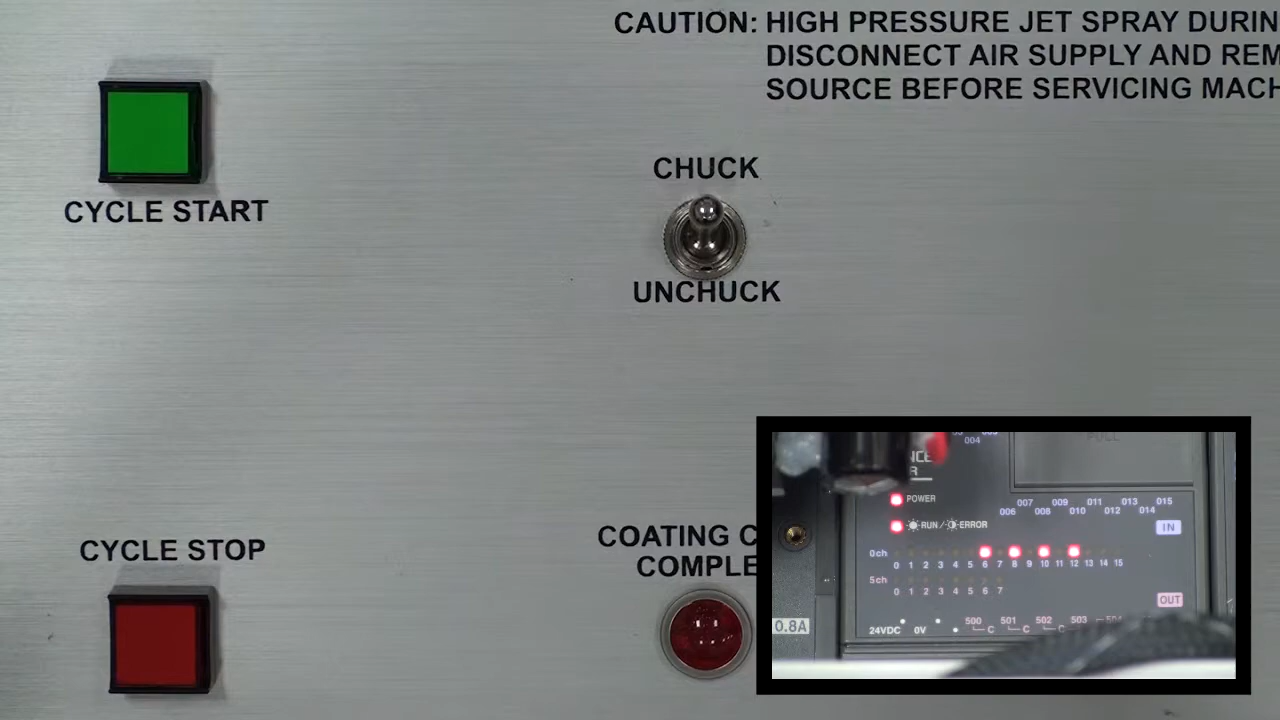 CAUTION: HIGH PRESSURE JET SPRAY DURIN
DISCONNECT AIR SUPPLY AND REM
SOURCE BEFORE SERVICING MACH
CHUCK
UNCHUCK
CYCLE START
CYCLE STOP
COATING C
COMPLE
004
NCE
R
POWER
RUN / ERROR
007 009 011 013 015
006 008 010 012 014
IN
0ch
0 1 2 3 4 5 6 7 8 9 10 11 12 13 14 15
5ch
0 1 2 3 4 5 6 7
OUT
24VDC 0V 500 501 502 503
C C C
0.8A